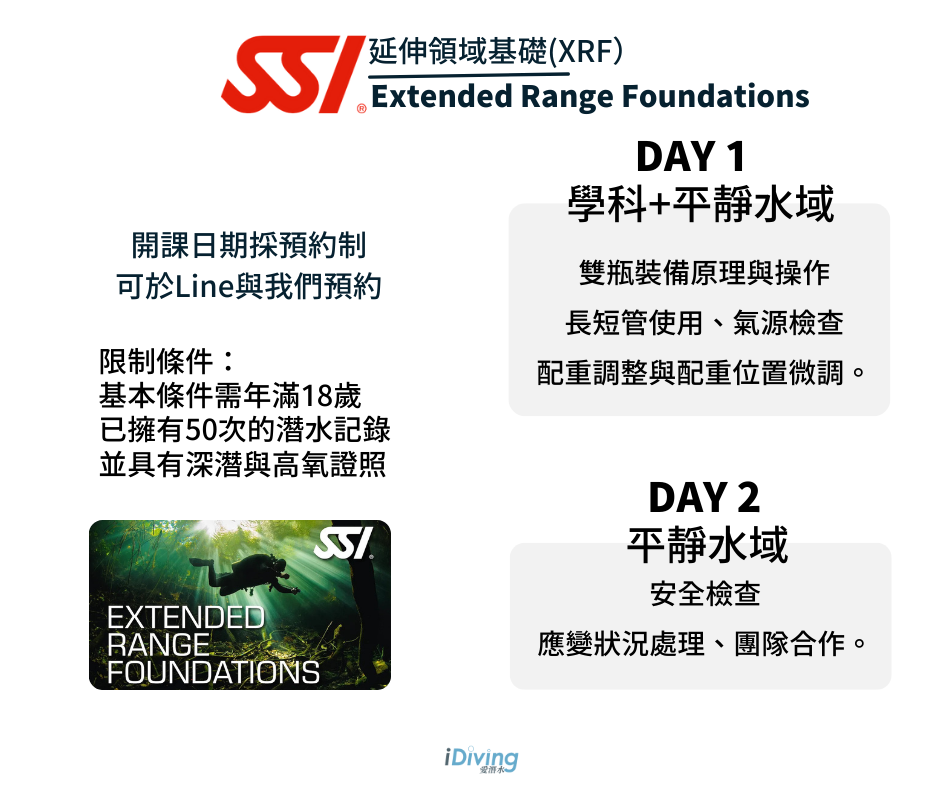 SSI®
延伸領域基礎(XRF）
Extended Range Foundations
開課日期採預約制
可於Line與我們預約
限制條件：
基本條件需年滿18歲
已擁有50次的潛水記錄
並具有深潛與高氧證照
SSI®
EXTENDED
RANGE
FOUNDATIONS
DAY 1
學科+平靜水域
雙瓶裝備原理與操作
長短管使用、氣源檢查
配重調整與配重位置微調。
DAY 2
平靜水域
安全檢查
應變狀況處理、團隊合作。
iDiving
愛潛水